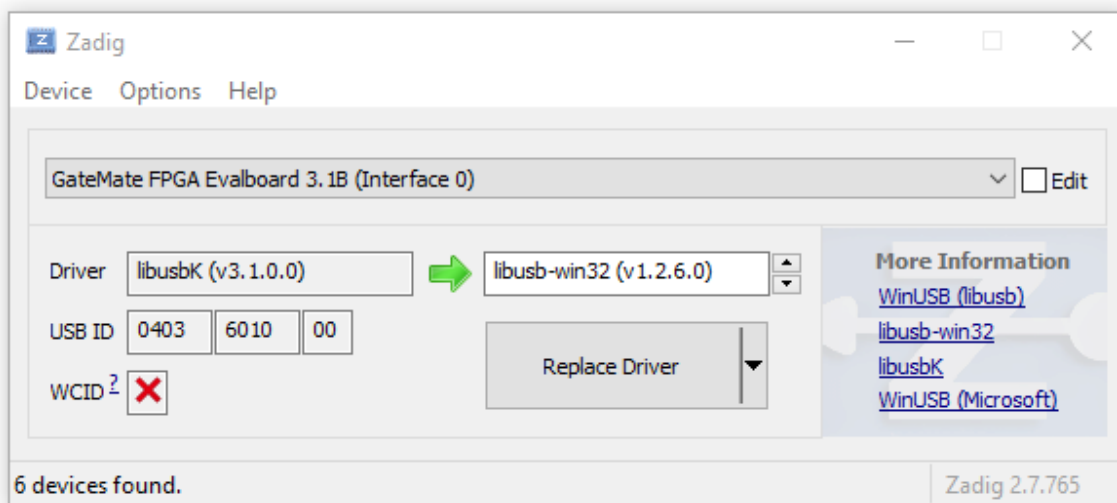 Zadig
Device Options Help
GateMate FPGA Evalboard 3.1B (Interface 0)
Edit
Driver libusbK (v3.1.0.0) libusb-win32 (v1.2.6.0)
USB ID 0403 6010 00
WCID ?
Replace Driver
More Information
WinUSB (libusb)
libusb-win32
libusbK
WinUSB (Microsoft)
6 devices found.
Zadig 2.7.765